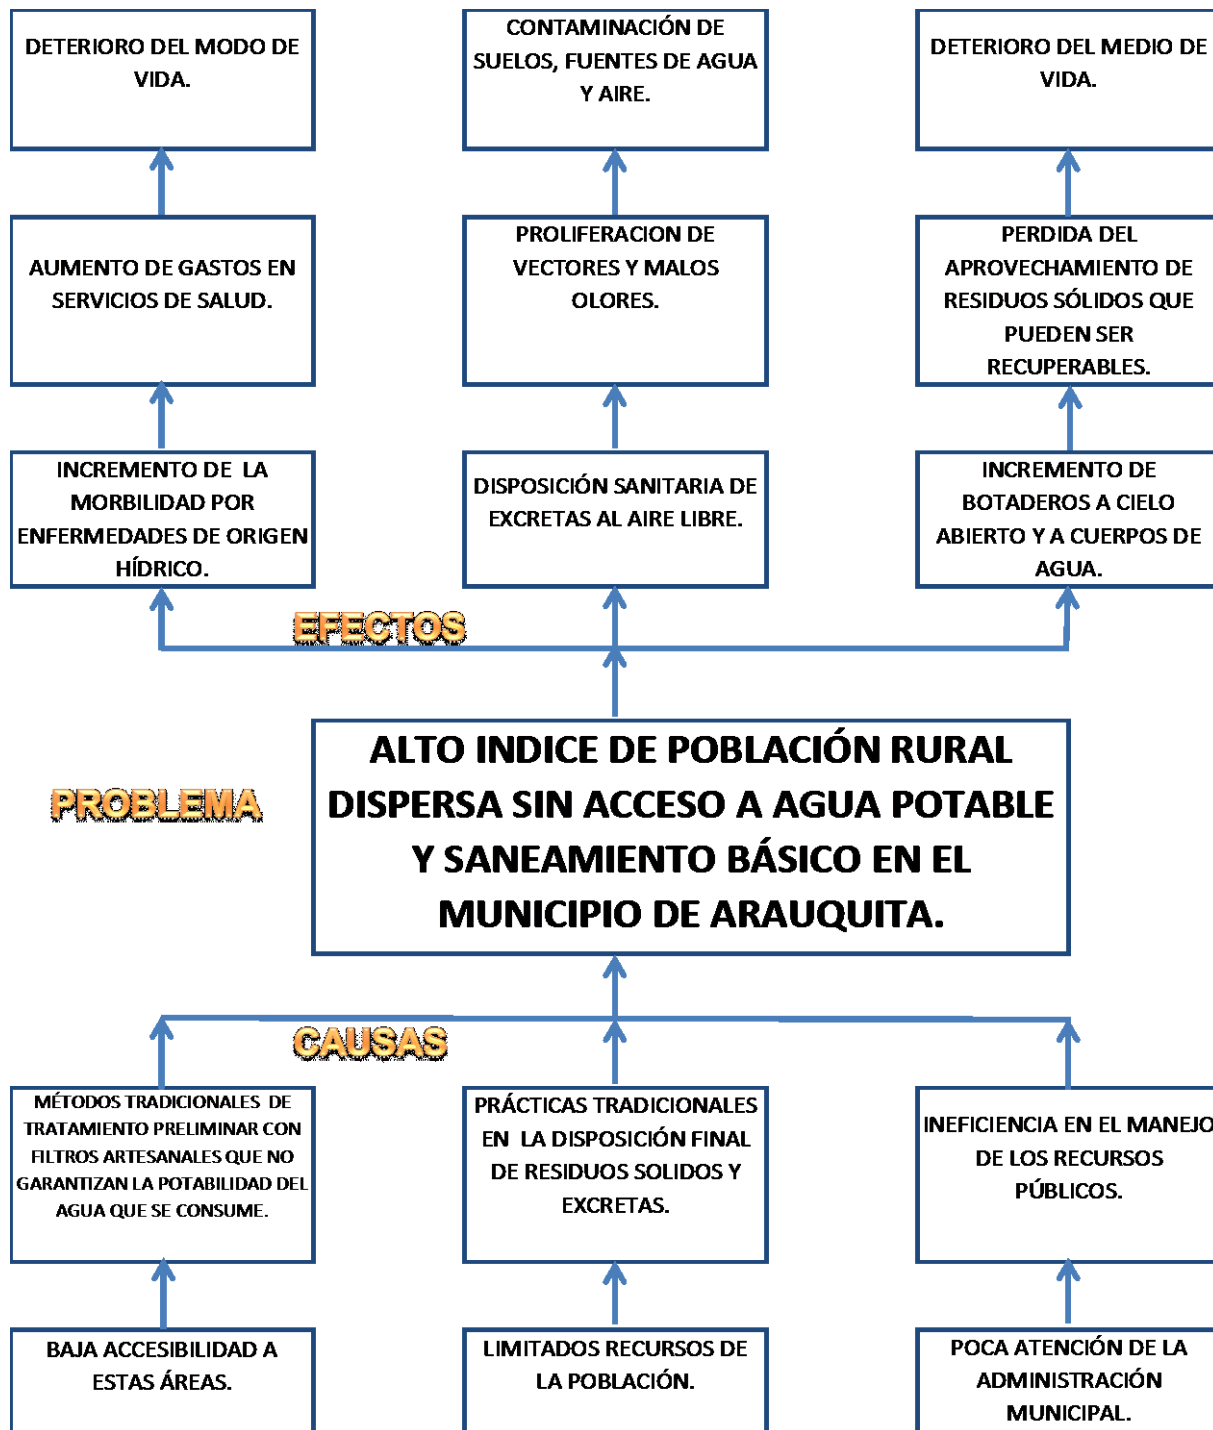 DETERIORO DEL MODO DE
VIDA.
CONTAMINACIÓN DE
SUELOS, FUENTES DE AGUA
Y AIRE.
DETERIORO DEL MEDIO DE
VIDA.
AUMENTO DE GASTOS EN
SERVICIOS DE SALUD.
PROLIFERACION DE
VECTORES Y MALOS
OLORES.
PERDIDA DEL
APROVECHAMIENTO DE
RESIDUOS SÓLIDOS QUE
PUEDEN SER
RECUPERABLES.
INCREMENTO DE  LA
MORBILIDAD POR
ENFERMEDADES DE ORIGEN
HÍDRICO.
DISPOSICIÓN SANITARIA DE
EXCRETAS AL AIRE LIBRE.
INCREMENTO DE
BOTADEROS A CIELO
ABIERTO Y A CUERPOS DE
AGUA.
EFECTOS
PROBLEMA
ALTO INDICE DE POBLACIÓN RURAL
DISPERSA SIN ACCESO A AGUA POTABLE
Y SANEAMIENTO BÁSICO EN EL
MUNICIPIO DE ARAUQUITA.
CAUSAS
MÉTODOS TRADICIONALES  DE
TRATAMIENTO PRELIMINAR CON
FILTROS ARTESANALES QUE NO
GARANTIZAN LA POTABILIDAD DEL
AGUA QUE SE CONSUME.
PRÁCTICAS TRADICIONALES
EN  LA DISPOSICIÓN FINAL
DE RESIDUOS SOLIDOS Y
EXCRETAS.
INEFICIENCIA EN EL MANEJO
DE LOS RECURSOS
PÚBLICOS.
BAJA ACCESIBILIDAD A
ESTAS ÁREAS.
LIMITADOS RECURSOS DE
LA POBLACIÓN.
POCA ATENCIÓN DE LA
ADMINISTRACIÓN
MUNICIPAL.